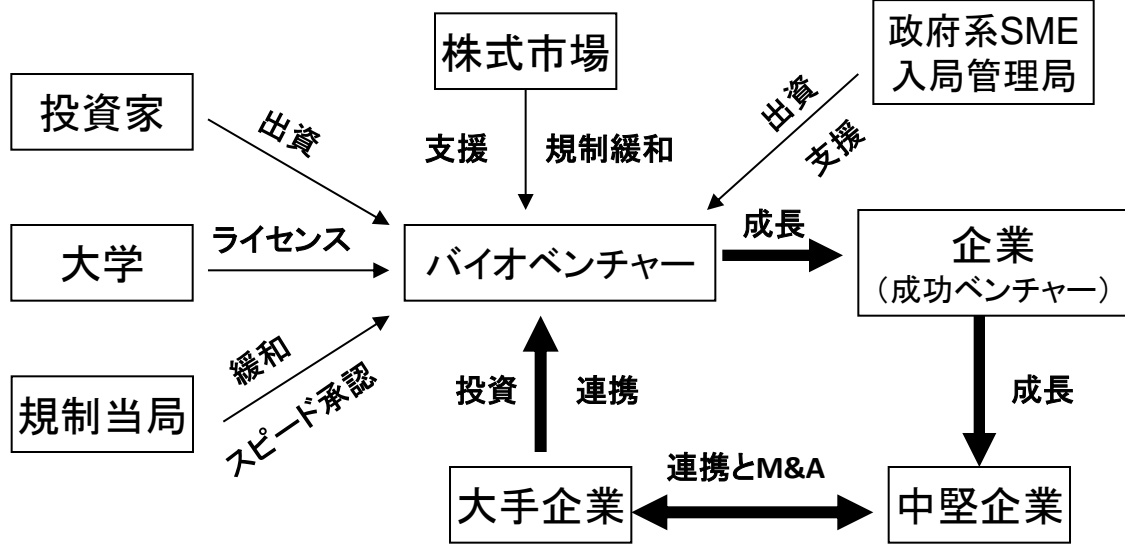 株式市場
政府系SME
入局管理局
投資家
出資
支援
規制緩和
出資
支援
大学
ライセンス
バイオベンチャー
成長
企業
（成功ベンチャー）
規制当局
緩和
スピード承認
投資
連携
成長
大手企業
連携とM&A
中堅企業